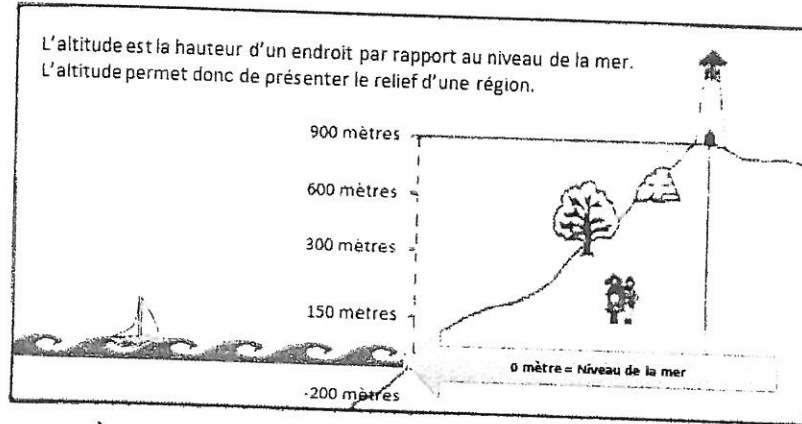 L'altitude est la hauteur d'un endroit par rapport au niveau de la mer.
L'altitude permet donc de présenter le relief d'une région.
900 mètres
600 mètres
300 mètres
150 mètres
0 mètre = Niveau de la mer
-200 mètres